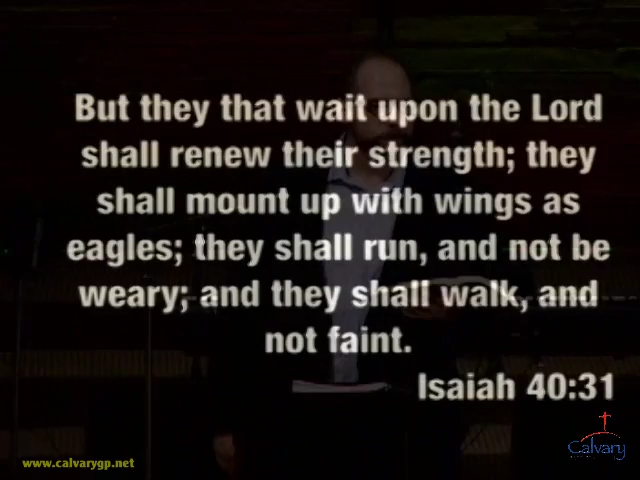 But they that wait upon the Lord
shall renew their strength; they
shall mount up with wings as
eagles; they shall run, and not be
weary; and they shall walk, and
not faint.
Isaiah 40:31
Calvary
www.calvarygp.net